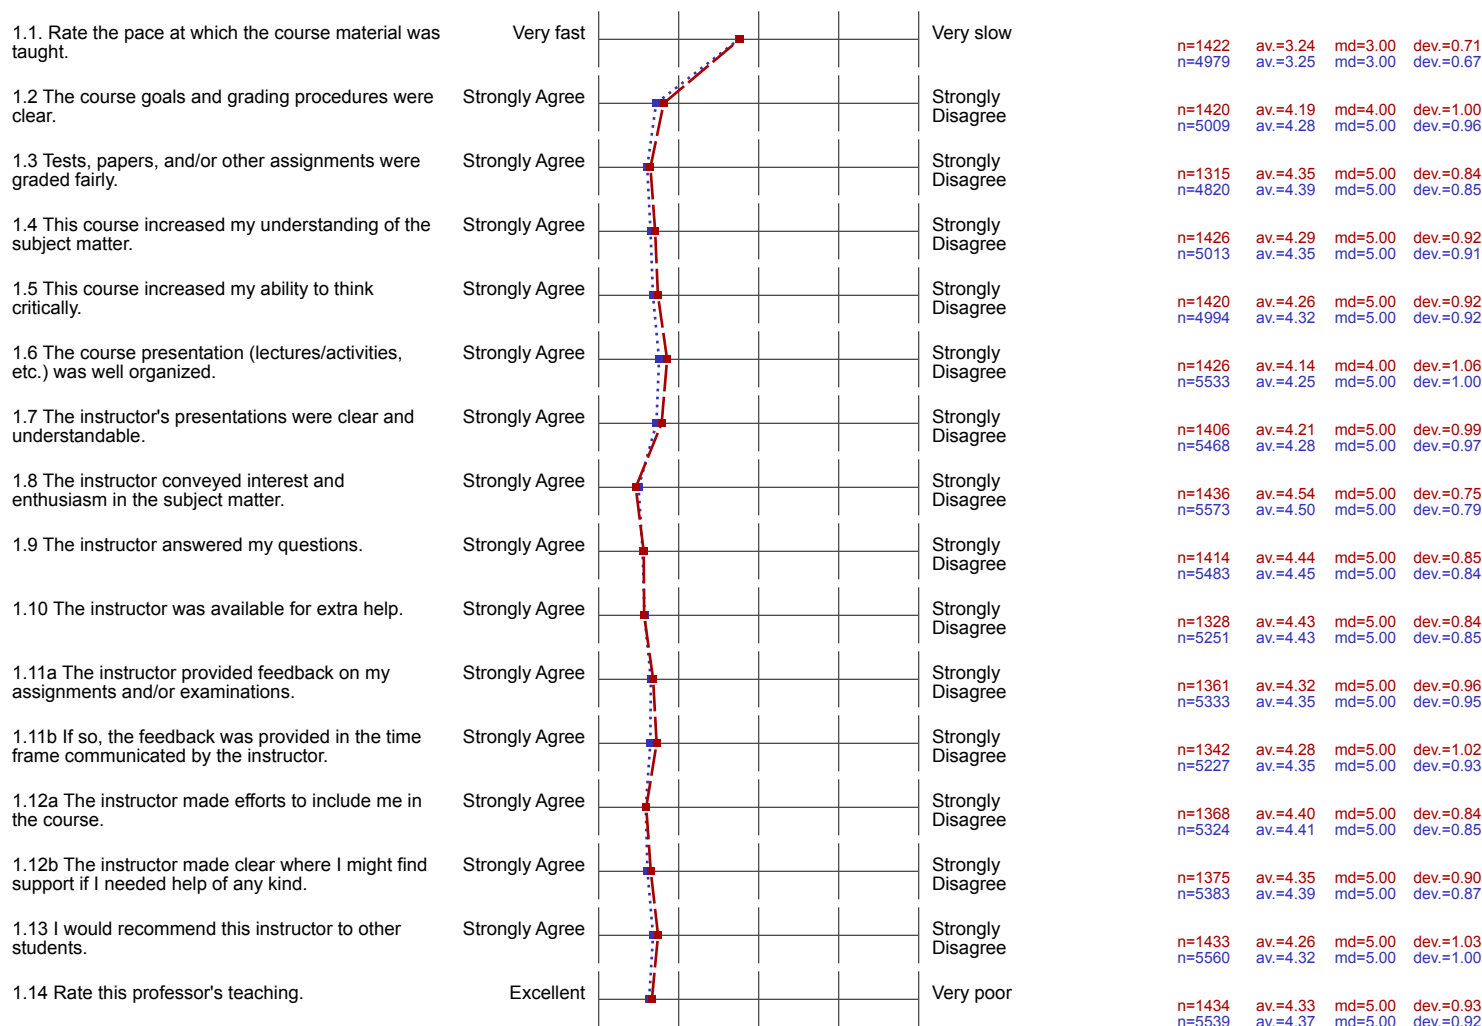 1.1. Rate the pace at which the course material was taught.
Very fast
Very slow
n=1422 av.=3.24 md=3.00 dev.=0.71
n=4979 av.=3.25 md=3.00 dev.=0.67
1.2 The course goals and grading procedures were
clear.
Strongly Agree
Strongly
Disagree
n=1420 av.=4.19 md=4.00 dev.=1.00
n=5009 av.=4.28 md=5.00 dev.=0.96
1.3 Tests, papers, and/or other assignments were
graded fairly.
Strongly Agree
Strongly
Disagree
n=1315 av.=4.35 md=5.00 dev.=0.84
n=4820 av.=4.39 md=5.00 dev.=0.85
1.4 This course increased my understanding of the
subject matter.
Strongly Agree
Strongly
Disagree
n=1426 av.=4.29 md=5.00 dev.=0.92
n=5013 av.=4.35 md=5.00 dev.=0.91
1.5 This course increased my ability to think
critically.
Strongly Agree
Strongly
Disagree
n=1420 av.=4.26 md=5.00 dev.=0.92
n=4994 av.=4.32 md=5.00 dev.=0.92
1.6 The course presentation (lectures/activities,
etc.) was well organized.
Strongly Agree
Strongly
Disagree
n=1426 av.=4.14 md=4.00 dev.=1.06
n=5533 av.=4.25 md=5.00 dev.=1.00
1.7 The instructor's presentations were clear and
understandable.
Strongly Agree
Strongly
Disagree
n=1406 av.=4.21 md=5.00 dev.=0.99
n=5468 av.=4.28 md=5.00 dev.=0.97
1.8 The instructor conveyed interest and
enthusiasm in the subject matter.
Strongly Agree
Strongly
Disagree
n=1436 av.=4.54 md=5.00 dev.=0.75
n=5573 av.=4.50 md=5.00 dev.=0.79
1.9 The instructor answered my questions.
Strongly Agree
Strongly
Disagree
n=1414 av.=4.44 md=5.00 dev.=0.85
n=5483 av.=4.45 md=5.00 dev.=0.84
1.10 The instructor was available for extra help.
Strongly Agree
Strongly
Disagree
n=1328 av.=4.43 md=5.00 dev.=0.84
n=5251 av.=4.43 md=5.00 dev.=0.85
1.11a The instructor provided feedback on my
assignments and/or examinations.
Strongly Agree
Strongly
Disagree
n=1361 av.=4.32 md=5.00 dev.=0.96
n=5333 av.=4.35 md=5.00 dev.=0.95
1.11b If so, the feedback was provided in the time
frame communicated by the instructor.
Strongly Agree
Strongly
Disagree
n=1342 av.=4.28 md=5.00 dev.=1.02
n=5227 av.=4.35 md=5.00 dev.=0.93
1.12a The instructor made efforts to include me in
the course.
Strongly Agree
Strongly
Disagree
n=1368 av.=4.40 md=5.00 dev.=0.84
n=5324 av.=4.41 md=5.00 dev.=0.85
1.12b The instructor made clear where I might find
support if I needed help of any kind.
Strongly Agree
Strongly
Disagree
n=1375 av.=4.35 md=5.00 dev.=0.90
n=5383 av.=4.39 md=5.00 dev.=0.87
1.13 I would recommend this instructor to other
students.
Strongly Agree
Strongly
Disagree
n=1433 av.=4.26 md=5.00 dev.=1.03
n=5560 av.=4.32 md=5.00 dev.=1.00
1.14 Rate this professor's teaching.
Excellent
Very poor
n=1434 av.=4.33 md=5.00 dev.=0.93
n=5539 av.=4.37 md=5.00 dev.=0.92